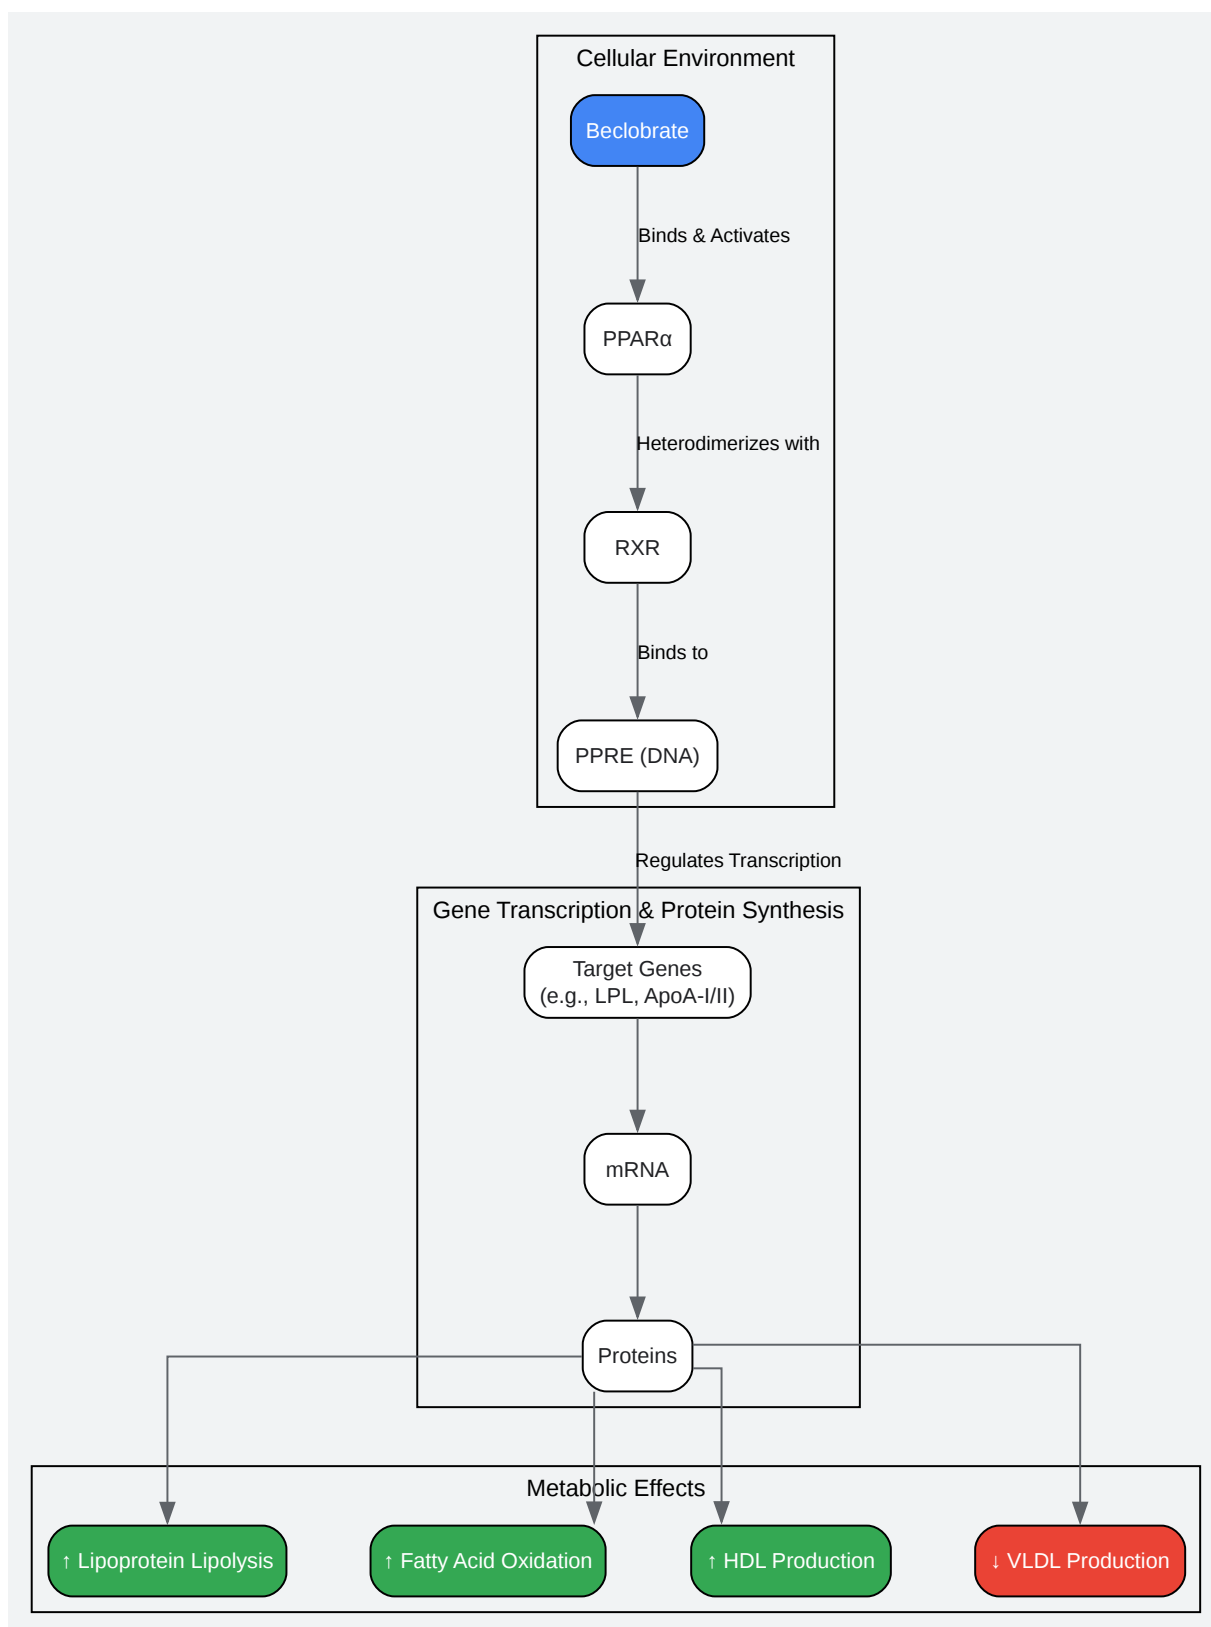 Cellular Environment
Beclobrate
Binds & Activates
PPARα
Heterodimerizes with
RXR
Binds to
PPRE (DNA)
Regulates Transcription
Gene Transcription & Protein Synthesis
Target Genes
(e.g., LPL, ApoA-I/II)
mRNA
Proteins
Metabolic Effects
↑ Lipoprotein Lipolysis
↑ Fatty Acid Oxidation
↑ HDL Production
↓ VLDL Production